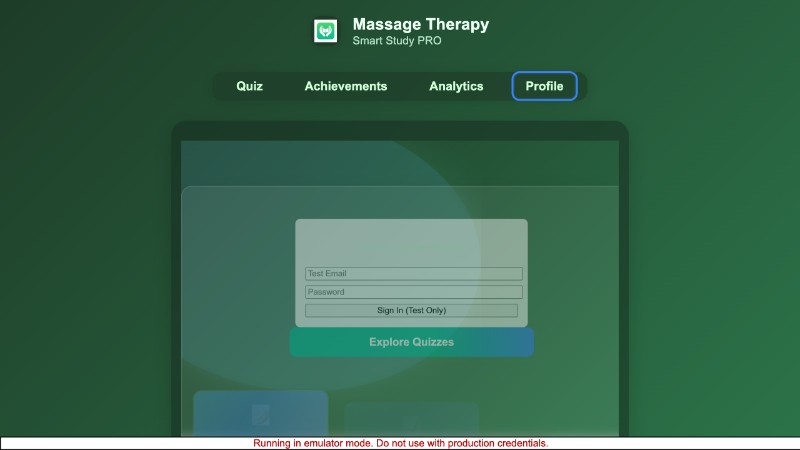 Massage Therapy
Smart Study PRO
Quiz
Achievements
Analytics
Profile
Test Email
Password
Sign In (Test Only)
Explore Quizzes
Running in emulator mode. Do not use with production credentials.